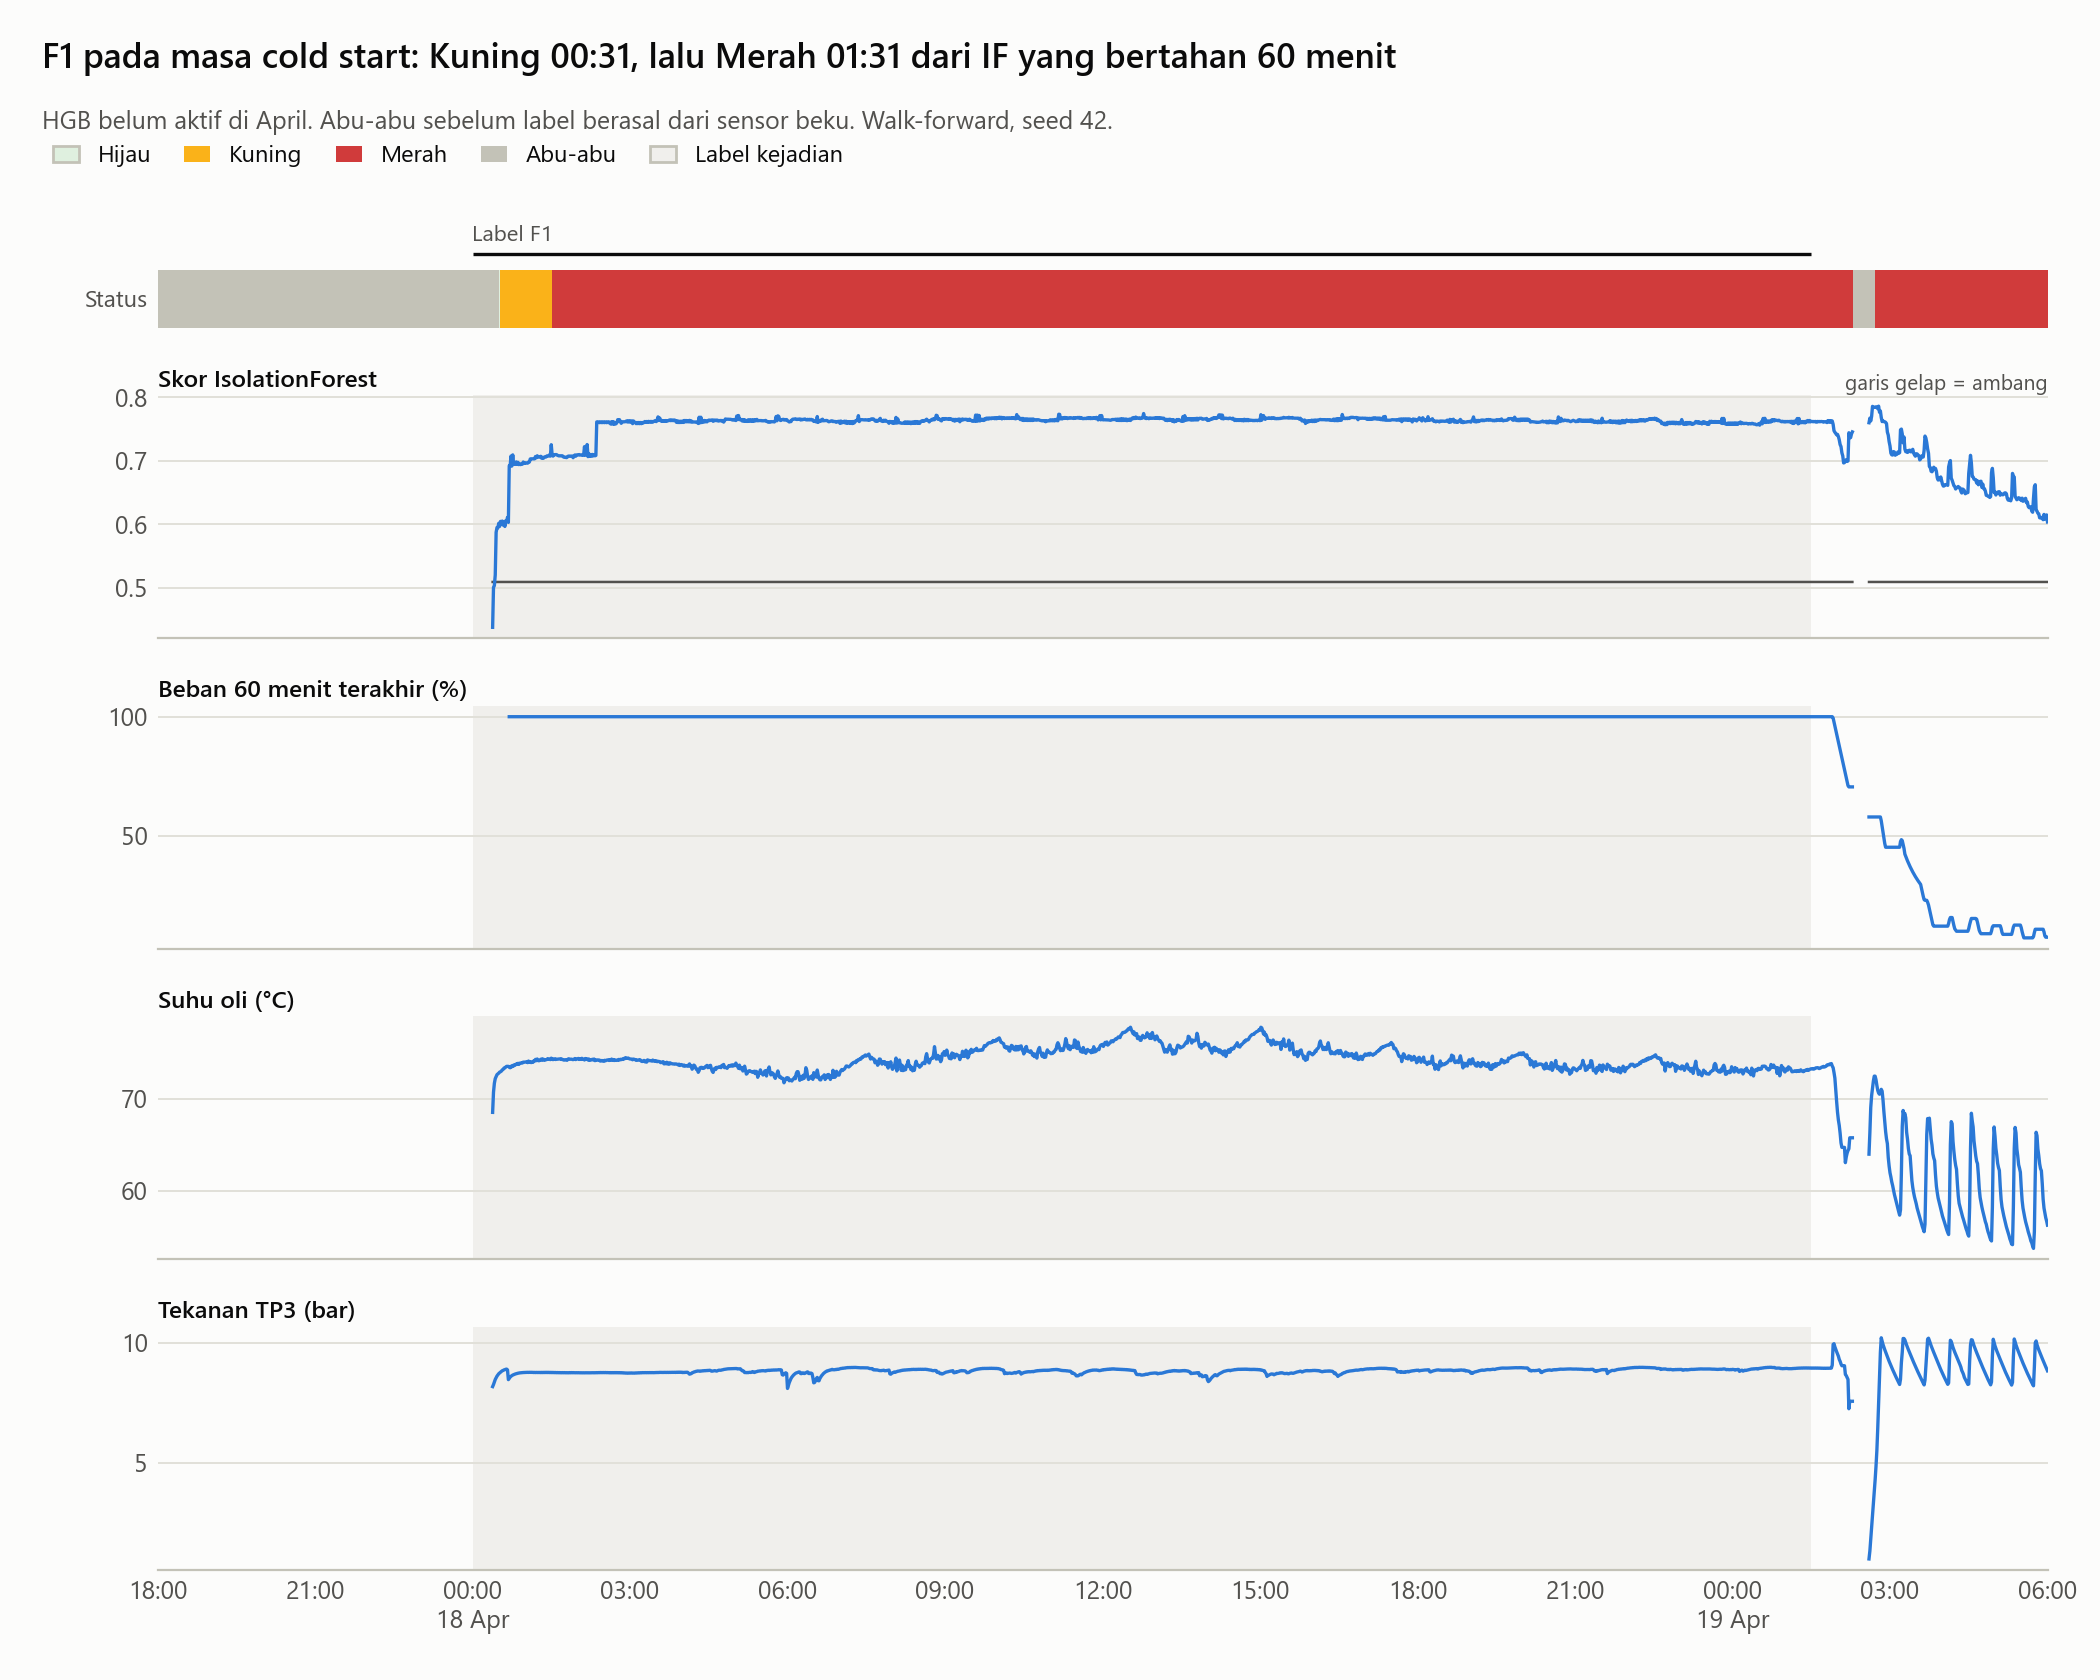 F1 pada masa cold start: Kuning 00:31, lalu Merah 01:31 dari IF yang bertahan 60 menit
HGB belum aktif di April. Abu-abu sebelum label berasal dari sensor beku. Walk-forward, seed 42.
Hijau Kuning Merah Abu-abu Label kejadian
Label F1
Status
Skor IsolationForest
garis gelap = ambang
0.8
0.7
0.6
0.5
Beban 60 menit terakhir (%)
100
50
Suhu oli (°C)
70
60
Tekanan TP3 (bar)
10
5
18:00 21:00 00:00 03:00 06:00 09:00 12:00 15:00 18:00 21:00 00:00 03:00 06:00
18 Apr 19 Apr